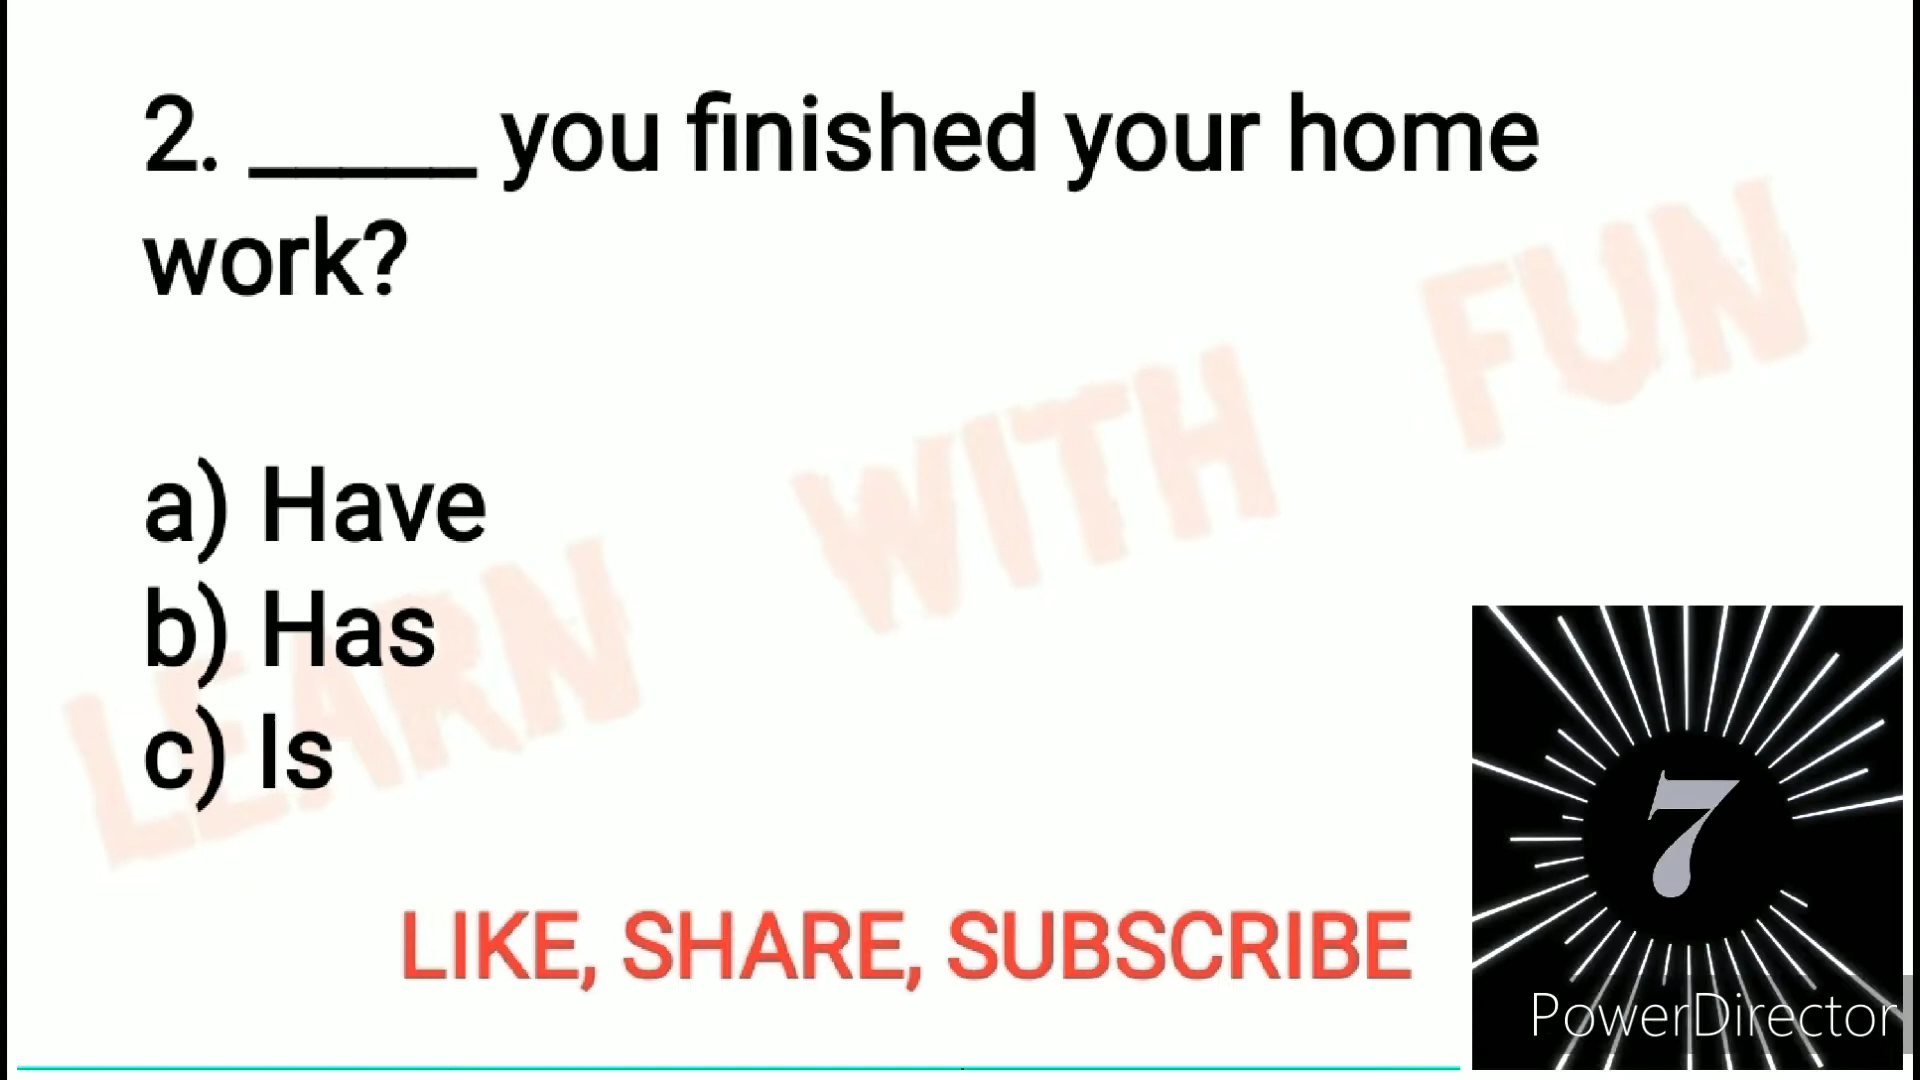 2. _____ you finished your home
work?
a) Have
b) Has
c) Is
LEARN WITH FUN
LIKE, SHARE, SUBSCRIBE
7
PowerDirector